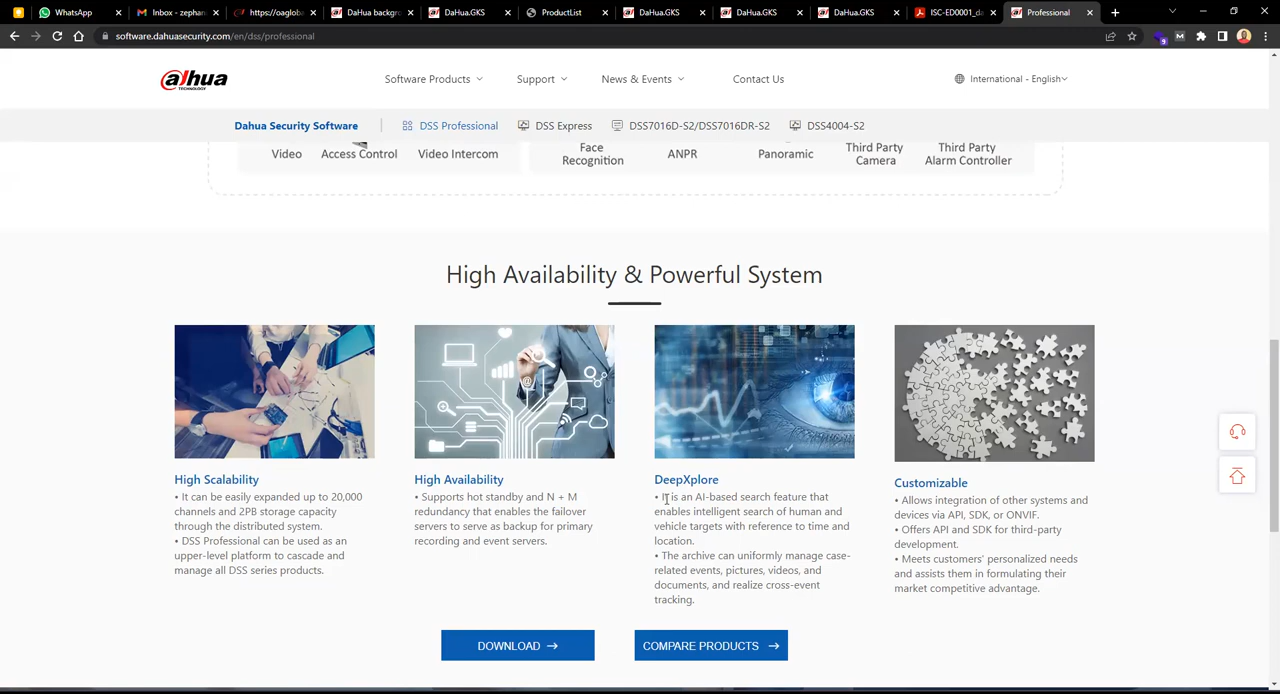 WhatsApp
Inbox - zephan
https://oagloba
DaHua backgro
DaHua.GKS
ProductList
DaHua.GKS
DaHua.GKS
DaHua.GKS
ISC-ED0001_da
Professional
software.dahuasecurity.com/en/dss/professional
9
M
alhua
TECHNOLOGY
Software Products
Support
News & Events
Contact Us
International - English
Dahua Security Software
DSS Professional
DSS Express
DSS7016D-S2/DSS7016DR-S2
DSS4004-S2
Video
Access Control
Video Intercom
Face
Recognition
ANPR
Panoramic
Third Party
Camera
Third Party
Alarm Controller
High Availability & Powerful System
High Scalability
• It can be easily expanded up to 20,000
channels and 2PB storage capacity
through the distributed system.
• DSS Professional can be used as an
upper-level platform to cascade and
manage all DSS series products.
High Availability
• Supports hot standby and N + M
redundancy that enables the failover
servers to serve as backup for primary
recording and event servers.
DeepXplore
• It is an AI-based search feature that
enables intelligent search of human and
vehicle targets with reference to time and
location.
• The archive can uniformly manage case-
related events, pictures, videos, and
documents, and realize cross-event
tracking.
Customizable
• Allows integration of other systems and
devices via API, SDK, or ONVIF.
• Offers API and SDK for third-party
development.
• Meets customers' personalized needs
and assists them in formulating their
market competitive advantage.
DOWNLOAD →
COMPARE PRODUCTS →